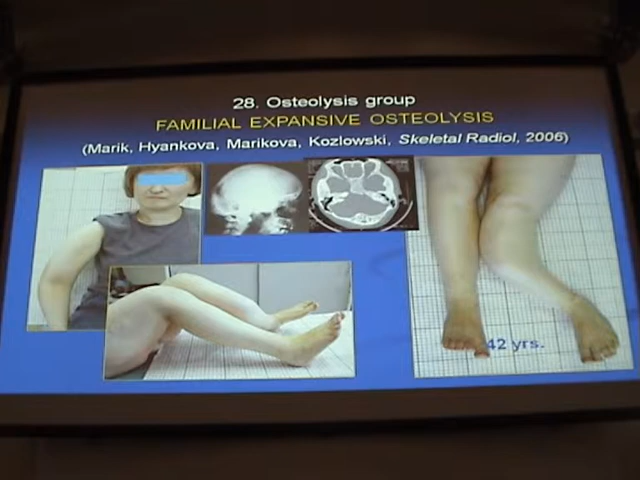 28. Osteolysis group
FAMILIAL EXPANSIVE OSTEOLYSIS
(Marik, Hyankova, Marikova, Kozlowski, Skeletal Radiol, 2006)
42 yrs.